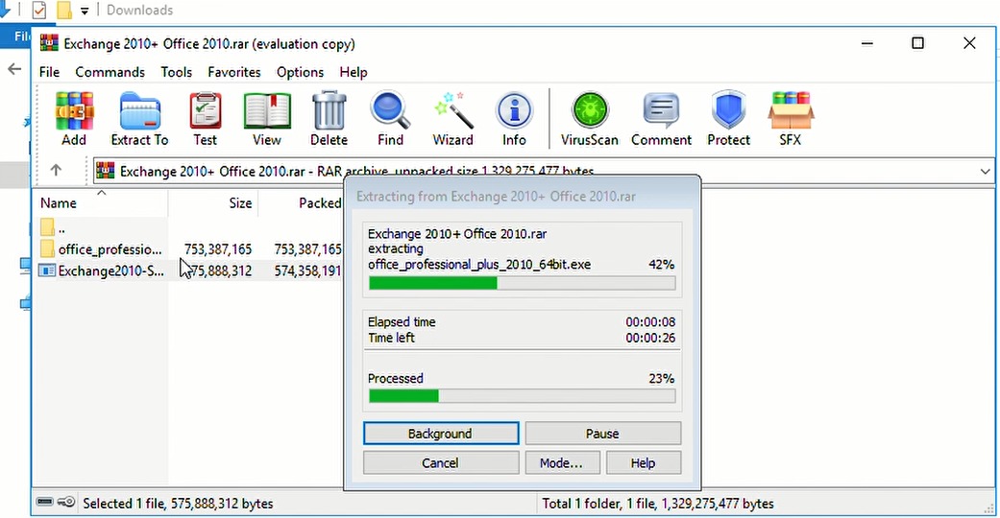 Downloads
Fil
Exchange 2010+ Office 2010.rar (evaluation copy)
File Commands Tools Favorites Options Help
Add Extract To Test View Delete Find Wizard Info VirusScan Comment Protect SFX
Exchange 2010+ Office 2010.rar - RAR archive, unpacked size 1,329,275,477 bytes
Name Size Packed
..
office_professio... 753,387,165 753,387,165
Exchange2010-S... 575,888,312 574,358,191
Extracting from Exchange 2010+ Office 2010.rar
Exchange 2010+ Office 2010.rar
extracting
office_professional_plus_2010_64bit.exe 42%
Elapsed time 00:00:08
Time left 00:00:26
Processed 23%
Background Pause
Cancel Mode... Help
Selected 1 file, 575,888,312 bytes Total 1 folder, 1 file, 1,329,275,477 bytes